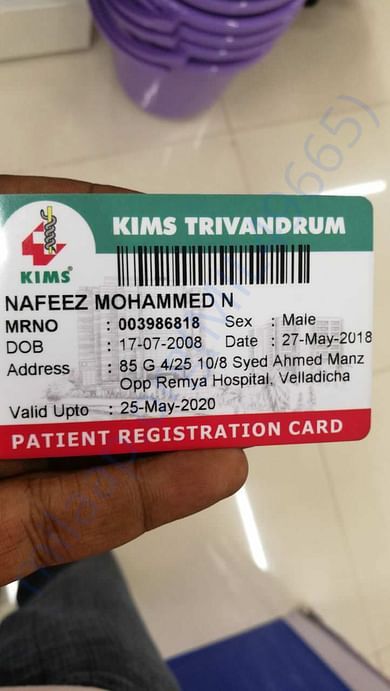 KIMS TRIVANDRUM
KIMS
NAFEEZ MOHAMMED N
MRNO : 003986818 Sex : Male
DOB : 17-07-2008 Date : 27-May-2018
Address : 85 G 4/25 10/8 Syed Ahmed Manz
Opp Remya Hospital, Velladicha
Valid Upto : 25-May-2020
PATIENT REGISTRATION CARD